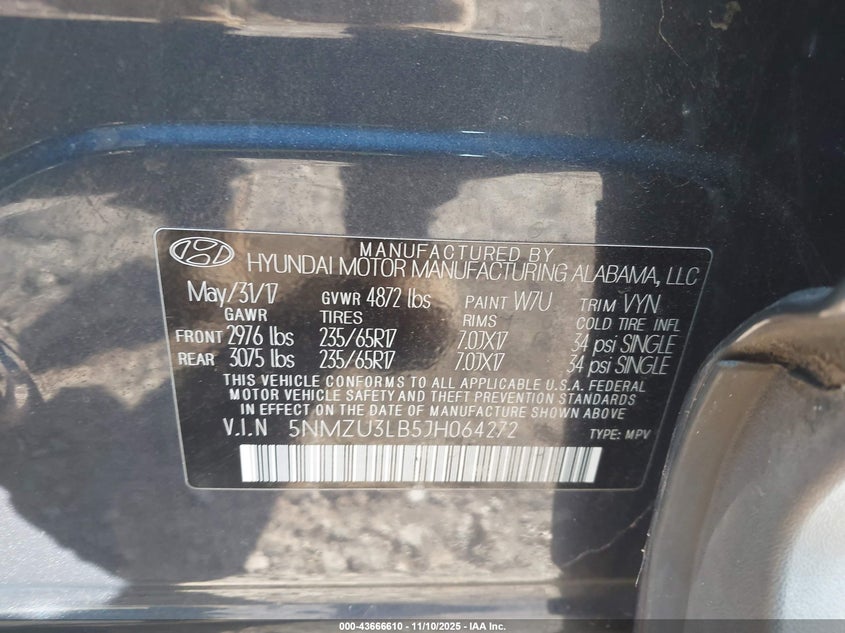 MANUFACTURED BY
HYUNDAI MOTOR MANUFACTURING ALABAMA, LLC
May/31/17 GVWR 4872 lbs PAINT W7U TRIM VYN
GAWR TIRES RIMS COLD TIRE INFL
FRONT 2976 lbs 235/65R17 7.0JX17 34 psi SINGLE
REAR 3075 lbs 235/65R17 7.0JX17 34 psi SINGLE
THIS VEHICLE CONFORMS TO ALL APPLICABLE U.S.A. FEDERAL
MOTOR VEHICLE SAFETY AND THEFT PREVENTION STANDARDS
IN EFFECT ON THE DATE OF MANUFACTURE SHOWN ABOVE
V.I.N 5NMZU3LB5JH064272 TYPE: MPV
000-43666610 - 11/10/2025 - IAA Inc.